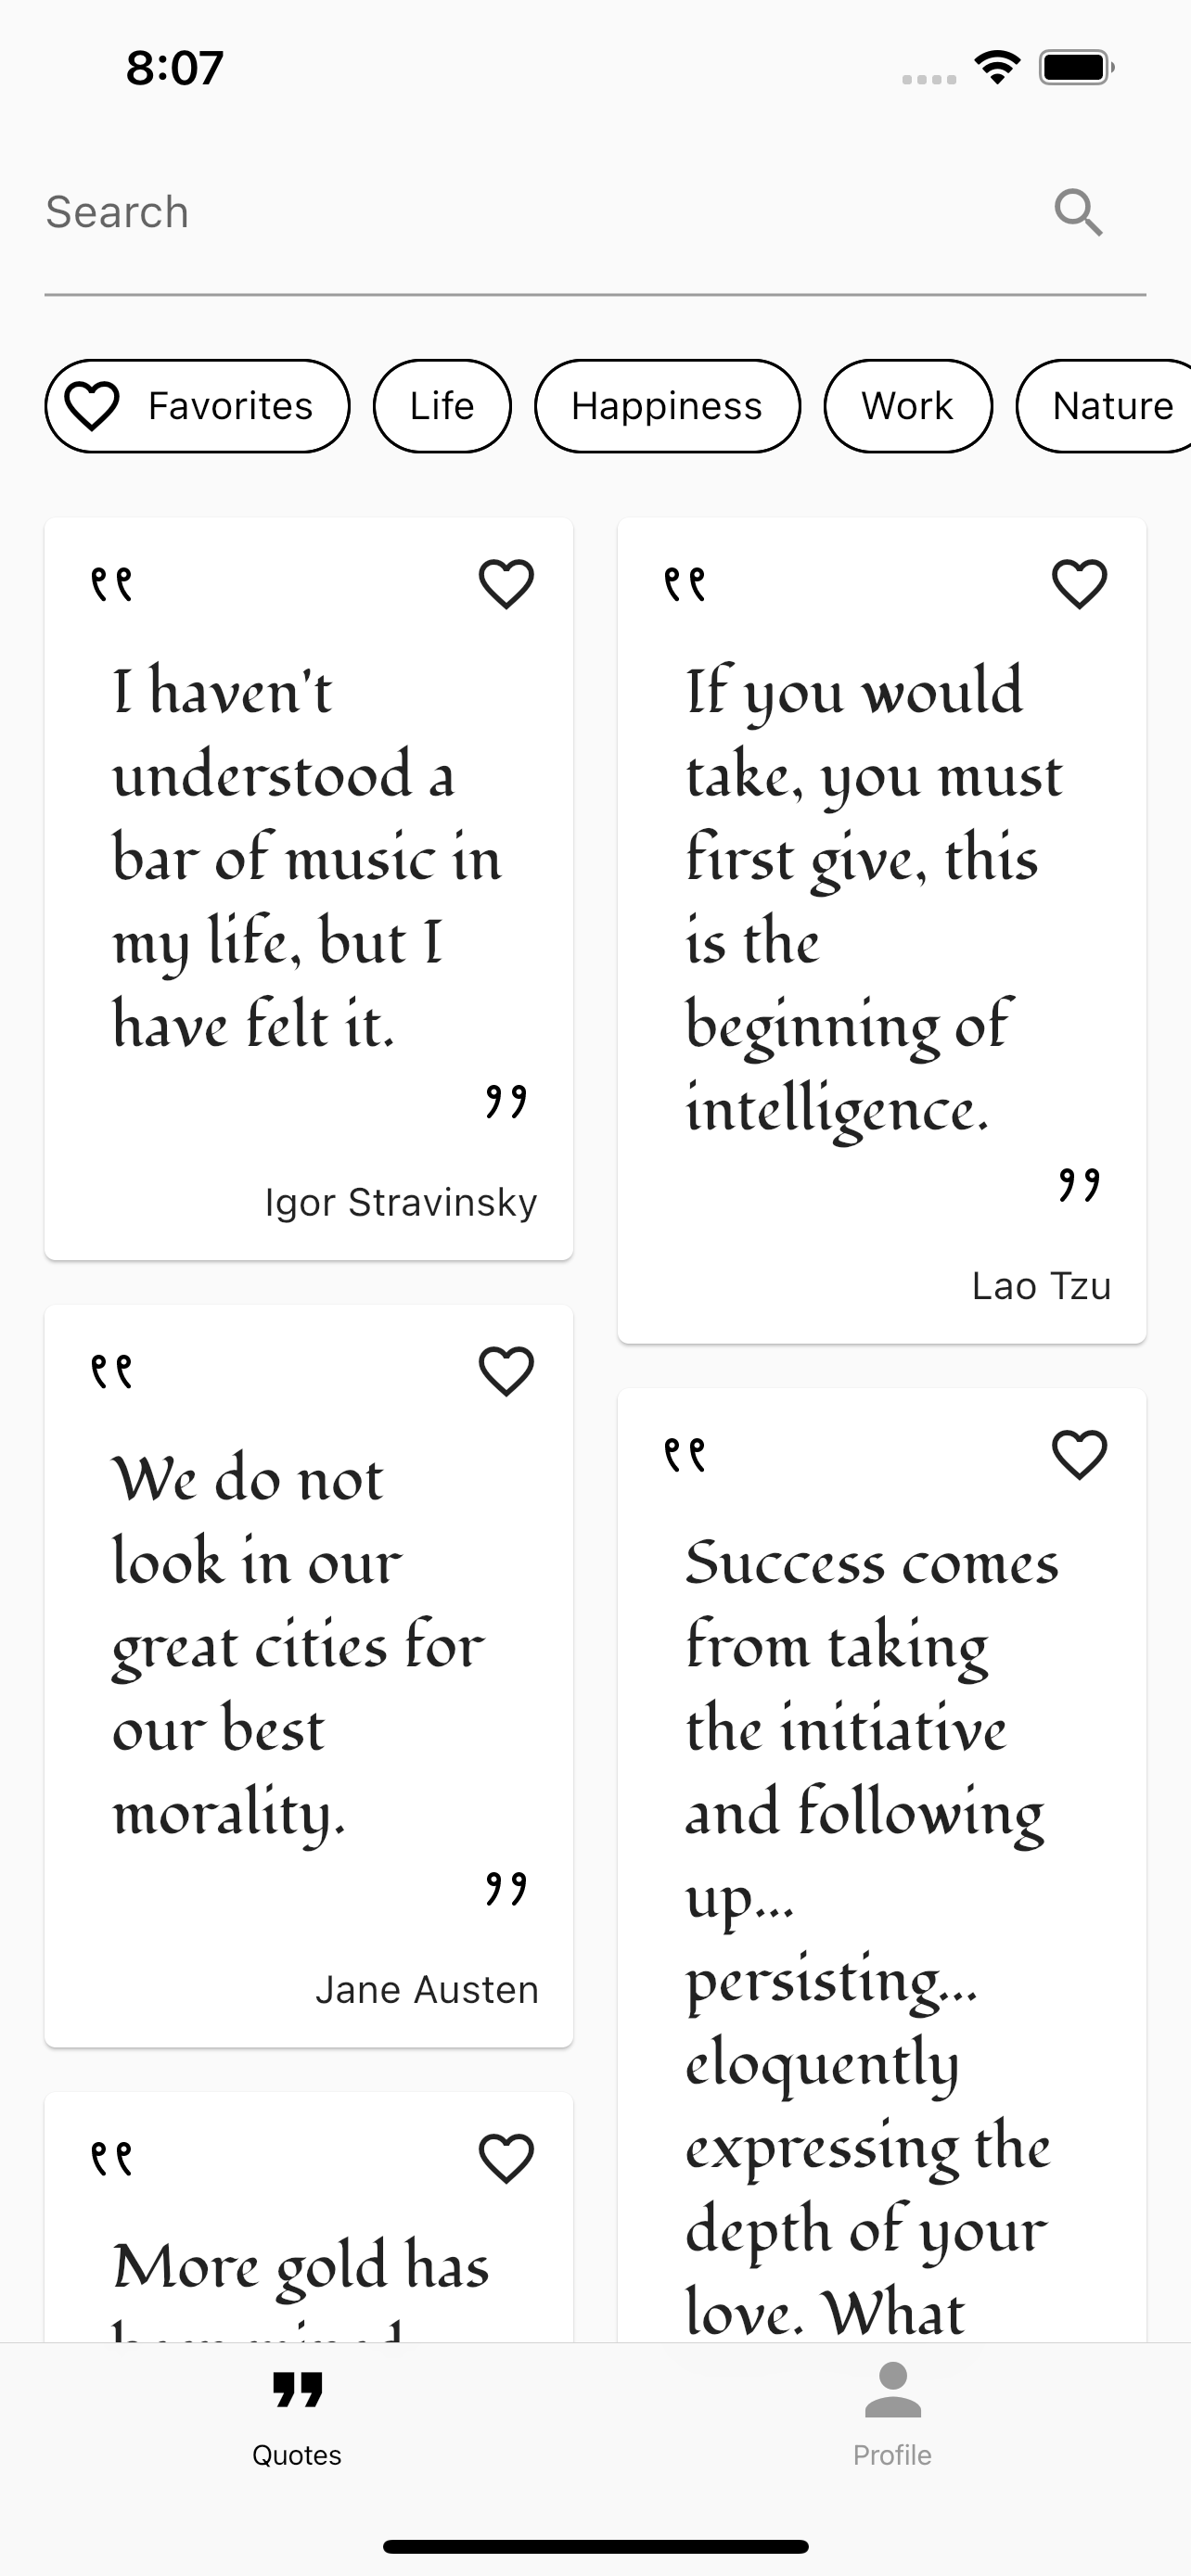 8:07
Search
Favorites
Life
Happiness
Work
Nature
“
I haven't
understood a
bar of music in
my life, but I
have felt it.
”
Igor Stravinsky
“
If you would
take, you must
first give, this
is the
beginning of
intelligence.
”
Lao Tzu
“
We do not
look in our
great cities for
our best
morality.
”
Jane Austen
“
Success comes
from taking
the initiative
and following
up...
persisting...
eloquently
expressing the
depth of your
love. What
“
More gold has
Quotes
Profile